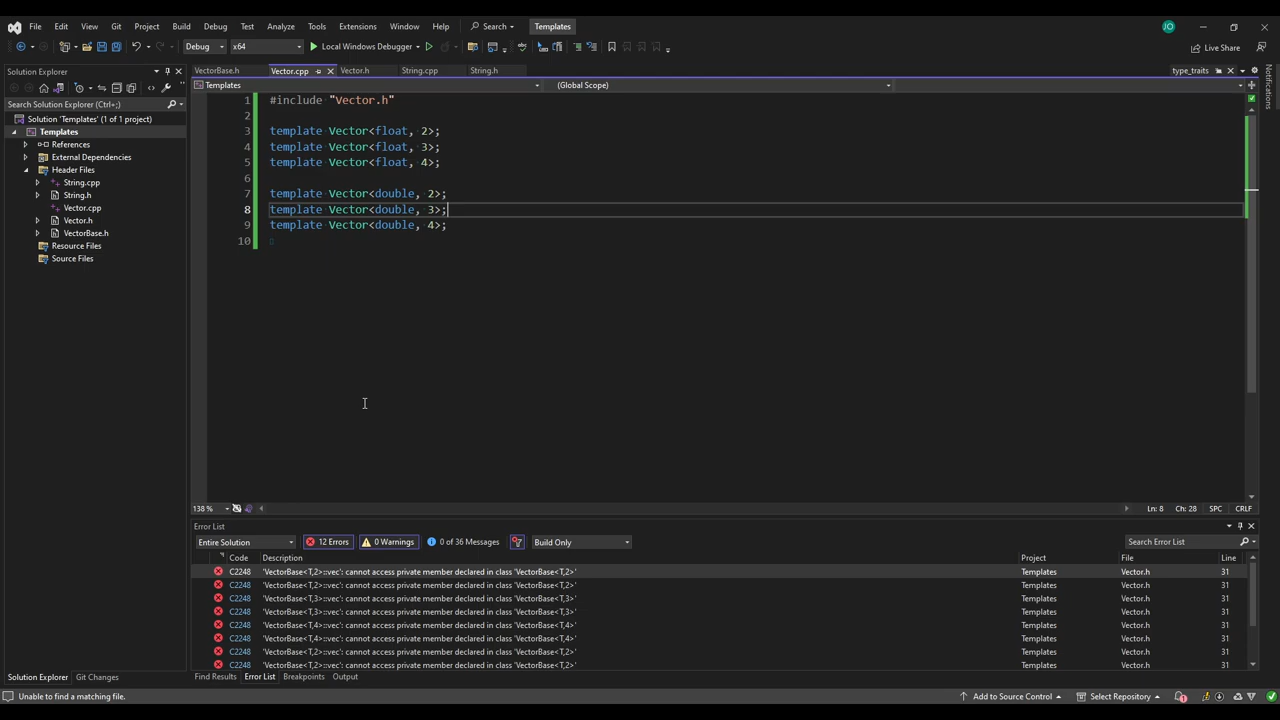 File Edit View Git Project Build Debug Test Analyze Tools Extensions Window Help Search Templates JO
Debug x64 Local Windows Debugger Live Share
Solution Explorer
Search Solution Explorer (Ctrl+;)
Solution 'Templates' (1 of 1 project)
Templates
References
External Dependencies
Header Files
String.cpp
String.h
Vector.cpp
Vector.h
VectorBase.h
Resource Files
Source Files
Solution Explorer Git Changes
VectorBase.h Vector.cpp Vector.h String.cpp String.h type_traits
Templates (Global Scope)
1 #include "Vector.h"
2
3 template Vector<float, 2>;
4 template Vector<float, 3>;
5 template Vector<float, 4>;
6
7 template Vector<double, 2>;
8 template Vector<double, 3>;
9 template Vector<double, 4>;
10
138 % Ln: 8 Ch: 28 SPC CRLF
Error List
Entire Solution 12 Errors 0 Warnings 0 of 36 Messages Build Only Search Error List
Code Description Project File Line
C2248 'VectorBase<T,2>::vec': cannot access private member declared in class 'VectorBase<T,2>' Templates Vector.h 31
C2248 'VectorBase<T,2>::vec': cannot access private member declared in class 'VectorBase<T,2>' Templates Vector.h 31
C2248 'VectorBase<T,3>::vec': cannot access private member declared in class 'VectorBase<T,3>' Templates Vector.h 31
C2248 'VectorBase<T,3>::vec': cannot access private member declared in class 'VectorBase<T,3>' Templates Vector.h 31
C2248 'VectorBase<T,4>::vec': cannot access private member declared in class 'VectorBase<T,4>' Templates Vector.h 31
C2248 'VectorBase<T,4>::vec': cannot access private member declared in class 'VectorBase<T,4>' Templates Vector.h 31
C2248 'VectorBase<T,2>::vec': cannot access private member declared in class 'VectorBase<T,2>' Templates Vector.h 31
C2248 'VectorBase<T,2>::vec': cannot access private member declared in class 'VectorBase<T,2>' Templates Vector.h 31
Find Results Error List Breakpoints Output
Unable to find a matching file. Add to Source Control Select Repository 1
Notifications
Diagnostic Tools